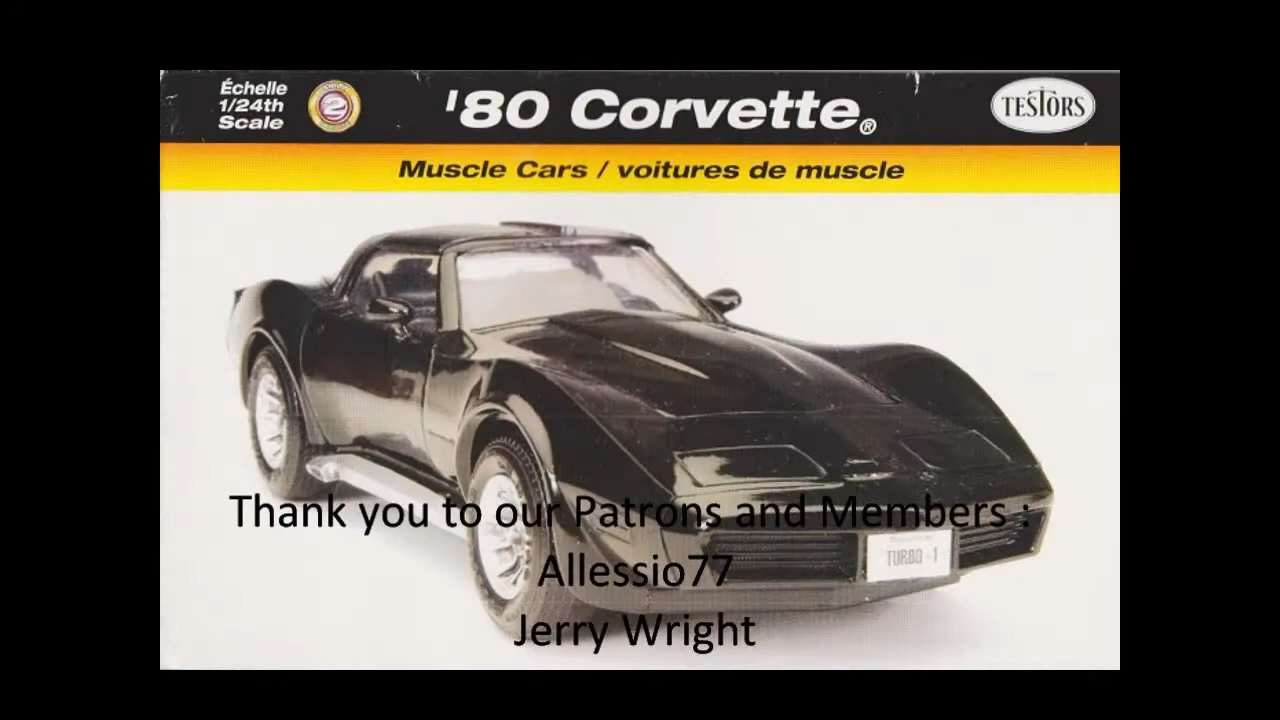 Échelle
1/24th
Scale
2
'80 Corvette®
TESTORS
Muscle Cars / voitures de muscle
TURBO-1
Thank you to our Patrons and Members :
Allessio77
Jerry Wright